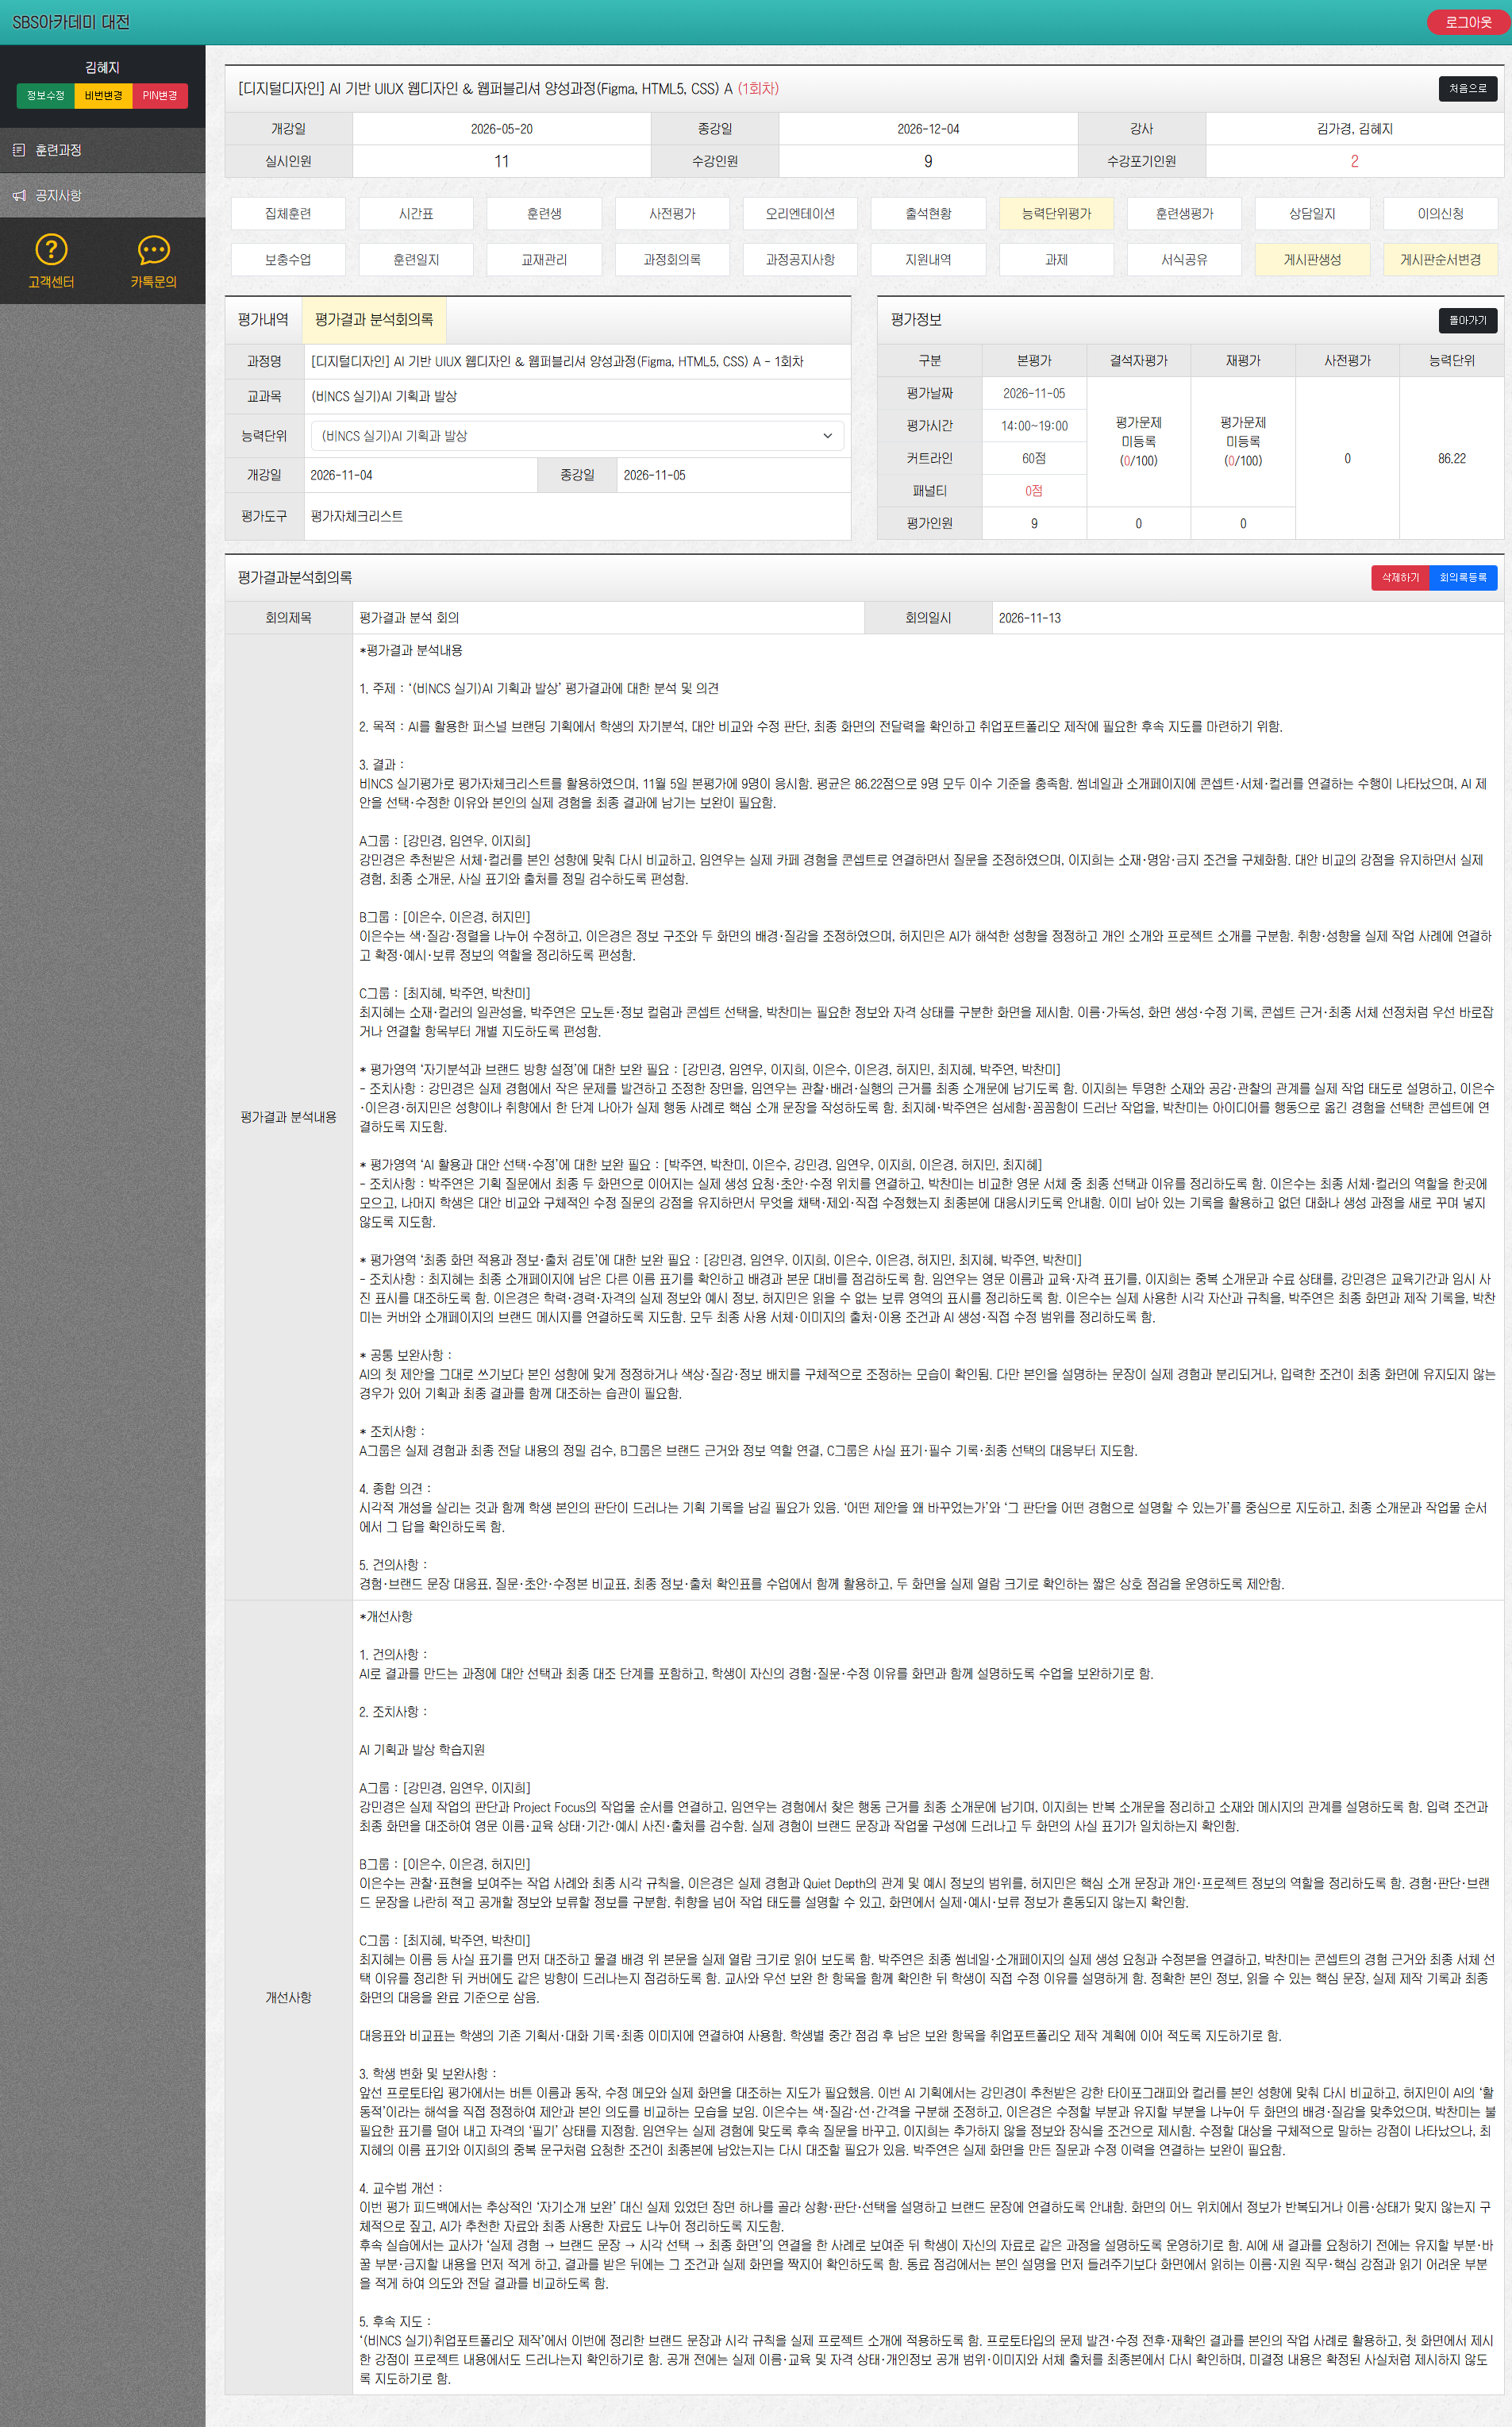 SBS아카데미 대전
로그아웃
김혜지
정보수정 비번변경 PIN변경
훈련과정
공지사항
고객센터 카톡문의
[디지털디자인] AI 기반 UIUX 웹디자인 & 웹퍼블리셔 양성과정(Figma, HTML5, CSS) A (1회차)
처음으로
개강일 2026-05-20 종강일 2026-12-04 강사 김가경, 김혜지
실시인원 11 수강인원 9 수강포기인원 2
집체훈련 시간표 훈련생 사전평가 오리엔테이션 출석현황 능력단위평가 훈련생평가 상담일지 이의신청
보충수업 훈련일지 교재관리 과정회의록 과정공지사항 지원내역 과제 서식공유 게시판생성 게시판순서변경
평가내역 평가결과 분석회의록
과정명 [디지털디자인] AI 기반 UIUX 웹디자인 & 웹퍼블리셔 양성과정(Figma, HTML5, CSS) A - 1회차
교과목 (비NCS 실기)AI 기획과 발상
능력단위 (비NCS 실기)AI 기획과 발상
개강일 2026-11-04 종강일 2026-11-05
평가도구 평가자체크리스트
평가정보 돌아가기
구분 본평가 결석자평가 재평가 사전평가 능력단위
평가날짜 2026-11-05
평가시간 14:00~19:00
커트라인 60점
패널티 0점
평가문제
미등록
(0/100)
평가문제
미등록
(0/100)
0
86.22
평가인원 9 0 0
평가결과분석회의록
삭제하기 회의록등록
회의제목 평가결과 분석 회의 회의일시 2026-11-13
평가결과 분석내용
*평가결과 분석내용
1. 주제 : ‘(비NCS 실기)AI 기획과 발상’ 평가결과에 대한 분석 및 의견
2. 목적 : AI를 활용한 퍼스널 브랜딩 기획에서 학생의 자기분석, 대안 비교와 수정 판단, 최종 화면의 전달력을 확인하고 취업포트폴리오 제작에 필요한 후속 지도를 마련하기 위함.
3. 결과 :
비NCS 실기평가로 평가자체크리스트를 활용하였으며, 11월 5일 본평가에 9명이 응시함. 평균은 86.22점으로 9명 모두 이수 기준을 충족함. 썸네일과 소개페이지에 콘셉트·서체·컬러를 연결하는 수행이 나타났으며, AI 제
안을 선택·수정한 이유와 본인의 실제 경험을 최종 결과에 남기는 보완이 필요함.
A그룹 : [강민경, 임연우, 이지희]
강민경은 추천받은 서체·컬러를 본인 성향에 맞춰 다시 비교하고, 임연우는 실제 카페 경험을 콘셉트로 연결하면서 질문을 조정하였으며, 이지희는 소재·명암·금지 조건을 구체화함. 대안 비교의 강점을 유지하면서 실제
경험, 최종 소개문, 사실 표기와 출처를 정밀 검수하도록 편성함.
B그룹 : [이은수, 이은경, 허지민]
이은수는 색·질감·정렬을 나누어 수정하고, 이은경은 정보 구조와 두 화면의 배경·질감을 조정하였으며, 허지민은 AI가 해석한 성향을 정정하고 개인 소개와 프로젝트 소개를 구분함. 취향·성향을 실제 작업 사례에 연결하
고 확정·예시·보류 정보의 역할을 정리하도록 편성함.
C그룹 : [최지혜, 박주연, 박찬미]
최지혜는 소재·컬러의 일관성을, 박주연은 모노톤·정보 컬럼과 콘셉트 선택을, 박찬미는 필요한 정보와 자격 상태를 구분한 화면을 제시함. 이름·가독성, 화면 생성·수정 기록, 콘셉트 근거·최종 서체 선정처럼 우선 바로잡
거나 연결할 항목부터 개별 지도하도록 편성함.
* 평가영역 ‘자기분석과 브랜드 방향 설정’에 대한 보완 필요 : [강민경, 임연우, 이지희, 이은수, 이은경, 허지민, 최지혜, 박주연, 박찬미]
- 조치사항 : 강민경은 실제 경험에서 작은 문제를 발견하고 조정한 장면을, 임연우는 관찰·배려·실행의 근거를 최종 소개문에 남기도록 함. 이지희는 투명한 소재와 공감·관찰의 관계를 실제 작업 태도로 설명하고, 이은수
·이은경·허지민은 성향이나 취향에서 한 단계 나아가 실제 행동 사례로 핵심 소개 문장을 작성하도록 함. 최지혜·박주연은 섬세함·꼼꼼함이 드러난 작업을, 박찬미는 아이디어를 행동으로 옮긴 경험을 선택한 콘셉트에 연
결하도록 지도함.
* 평가영역 ‘AI 활용과 대안 선택·수정’에 대한 보완 필요 : [박주연, 박찬미, 이은수, 강민경, 임연우, 이지희, 이은경, 허지민, 최지혜]
- 조치사항 : 박주연은 기획 질문에서 최종 두 화면으로 이어지는 실제 생성 요청·초안·수정 위치를 연결하고, 박찬미는 비교한 영문 서체 중 최종 선택과 이유를 정리하도록 함. 이은수는 최종 서체·컬러의 역할을 한곳에
모으고, 나머지 학생은 대안 비교와 구체적인 수정 질문의 강점을 유지하면서 무엇을 채택·제외·직접 수정했는지 최종본에 대응시키도록 안내함. 이미 남아 있는 기록을 활용하고 없던 대화나 생성 과정을 새로 꾸며 넣지
않도록 지도함.
* 평가영역 ‘최종 화면 적용과 정보·출처 검토’에 대한 보완 필요 : [강민경, 임연우, 이지희, 이은수, 이은경, 허지민, 최지혜, 박주연, 박찬미]
- 조치사항 : 최지혜는 최종 소개페이지에 남은 다른 이름 표기를 확인하고 배경과 본문 대비를 점검하도록 함. 임연우는 영문 이름과 교육·자격 표기를, 이지희는 중복 소개문과 수료 상태를, 강민경은 교육기간과 임시 사
진 표시를 대조하도록 함. 이은경은 학력·경력·자격의 실제 정보와 예시 정보, 허지민은 읽을 수 없는 보류 영역의 표시를 정리하도록 함. 이은수는 실제 사용한 시각 자산과 규칙을, 박주연은 최종 화면과 제작 기록을, 박찬
미는 커버와 소개페이지의 브랜드 메시지를 연결하도록 지도함. 모두 최종 사용 서체·이미지의 출처·이용 조건과 AI 생성·직접 수정 범위를 정리하도록 함.
* 공통 보완사항 :
AI의 첫 제안을 그대로 쓰기보다 본인 성향에 맞게 정정하거나 색상·질감·정보 배치를 구체적으로 조정하는 모습이 확인됨. 다만 본인을 설명하는 문장이 실제 경험과 분리되거나, 입력한 조건이 최종 화면에 유지되지 않는
경우가 있어 기획과 최종 결과를 함께 대조하는 습관이 필요함.
* 조치사항 :
A그룹은 실제 경험과 최종 전달 내용의 정밀 검수, B그룹은 브랜드 근거와 정보 역할 연결, C그룹은 사실 표기·필수 기록·최종 선택의 대응부터 지도함.
4. 종합 의견 :
시각적 개성을 살리는 것과 함께 학생 본인의 판단이 드러나는 기획 기록을 남길 필요가 있음. ‘어떤 제안을 왜 바꾸었는가’와 ‘그 판단을 어떤 경험으로 설명할 수 있는가’를 중심으로 지도하고, 최종 소개문과 작업물 순서
에서 그 답을 확인하도록 함.
5. 건의사항 :
경험·브랜드 문장 대응표, 질문·초안·수정본 비교표, 최종 정보·출처 확인표를 수업에서 함께 활용하고, 두 화면을 실제 열람 크기로 확인하는 짧은 상호 점검을 운영하도록 제안함.
개선사항
*개선사항
1. 건의사항 :
AI로 결과를 만드는 과정에 대안 선택과 최종 대조 단계를 포함하고, 학생이 자신의 경험·질문·수정 이유를 화면과 함께 설명하도록 수업을 보완하기로 함.
2. 조치사항 :
AI 기획과 발상 학습지원
A그룹 : [강민경, 임연우, 이지희]
강민경은 실제 작업의 판단과 Project Focus의 작업물 순서를 연결하고, 임연우는 경험에서 찾은 행동 근거를 최종 소개문에 남기며, 이지희는 반복 소개문을 정리하고 소재와 메시지의 관계를 설명하도록 함. 입력 조건과
최종 화면을 대조하여 영문 이름·교육 상태·기간·예시 사진·출처를 검수함. 실제 경험이 브랜드 문장과 작업물 구성에 드러나고 두 화면의 사실 표기가 일치하는지 확인함.
B그룹 : [이은수, 이은경, 허지민]
이은수는 관찰·표현을 보여주는 작업 사례와 최종 시각 규칙을, 이은경은 실제 경험과 Quiet Depth의 관계 및 예시 정보의 범위를, 허지민은 핵심 소개 문장과 개인·프로젝트 정보의 역할을 정리하도록 함. 경험·판단·브랜
드 문장을 나란히 적고 공개할 정보와 보류할 정보를 구분함. 취향을 넘어 작업 태도를 설명할 수 있고, 화면에서 실제·예시·보류 정보가 혼동되지 않는지 확인함.
C그룹 : [최지혜, 박주연, 박찬미]
최지혜는 이름 등 사실 표기를 먼저 대조하고 물결 배경 위 본문을 실제 열람 크기로 읽어 보도록 함. 박주연은 최종 썸네일·소개페이지의 실제 생성 요청과 수정본을 연결하고, 박찬미는 콘셉트의 경험 근거와 최종 서체 선
택 이유를 정리한 뒤 커버에도 같은 방향이 드러나는지 점검하도록 함. 교사와 우선 보완 한 항목을 함께 확인한 뒤 학생이 직접 수정 이유를 설명하게 함. 정확한 본인 정보, 읽을 수 있는 핵심 문장, 실제 제작 기록과 최종
화면의 대응을 완료 기준으로 삼음.
대응표와 비교표는 학생의 기존 기획서·대화 기록·최종 이미지에 연결하여 사용함. 학생별 중간 점검 후 남은 보완 항목을 취업포트폴리오 제작 계획에 이어 적도록 지도하기로 함.
3. 학생 변화 및 보완사항 :
앞선 프로토타입 평가에서는 버튼 이름과 동작, 수정 메모와 실제 화면을 대조하는 지도가 필요했음. 이번 AI 기획에서는 강민경이 추천받은 강한 타이포그래피와 컬러를 본인 성향에 맞춰 다시 비교하고, 허지민이 AI의 ‘활
동적’이라는 해석을 직접 정정하여 제안과 본인 의도를 비교하는 모습을 보임. 이은수는 색·질감·선·간격을 구분해 조정하고, 이은경은 수정할 부분과 유지할 부분을 나누어 두 화면의 배경·질감을 맞추었으며, 박찬미는 불
필요한 표기를 덜어 내고 자격의 ‘필기’ 상태를 지정함. 임연우는 실제 경험에 맞도록 후속 질문을 바꾸고, 이지희는 추가하지 않을 정보와 장식을 조건으로 제시함. 수정할 대상을 구체적으로 말하는 강점이 나타났으나, 최
지혜의 이름 표기와 이지희의 중복 문구처럼 요청한 조건이 최종본에 남았는지는 다시 대조할 필요가 있음. 박주연은 실제 화면을 만든 질문과 수정 이력을 연결하는 보완이 필요함.
4. 교수법 개선 :
이번 평가 피드백에서는 추상적인 ‘자기소개 보완’ 대신 실제 있었던 장면 하나를 골라 상황·판단·선택을 설명하고 브랜드 문장에 연결하도록 안내함. 화면의 어느 위치에서 정보가 반복되거나 이름·상태가 맞지 않는지 구
체적으로 짚고, AI가 추천한 자료와 최종 사용한 자료도 나누어 정리하도록 지도함.
후속 실습에서는 교사가 ‘실제 경험 → 브랜드 문장 → 시각 선택 → 최종 화면’의 연결을 한 사례로 보여준 뒤 학생이 자신의 자료로 같은 과정을 설명하도록 운영하기로 함. AI에 새 결과를 요청하기 전에는 유지할 부분·바
꿀 부분·금지할 내용을 먼저 적게 하고, 결과를 받은 뒤에는 그 조건과 실제 화면을 짝지어 확인하도록 함. 동료 점검에서는 본인 설명을 먼저 들려주기보다 화면에서 읽히는 이름·지원 직무·핵심 강점과 읽기 어려운 부분
을 적게 하여 의도와 전달 결과를 비교하도록 함.
5. 후속 지도 :
‘(비NCS 실기)취업포트폴리오 제작’에서 이번에 정리한 브랜드 문장과 시각 규칙을 실제 프로젝트 소개에 적용하도록 함. 프로토타입의 문제 발견·수정 전후·재확인 결과를 본인의 작업 사례로 활용하고, 첫 화면에서 제시
한 강점이 프로젝트 내용에서도 드러나는지 확인하기로 함. 공개 전에는 실제 이름·교육 및 자격 상태·개인정보 공개 범위·이미지와 서체 출처를 최종본에서 다시 확인하며, 미결정 내용은 확정된 사실처럼 제시하지 않도
록 지도하기로 함.